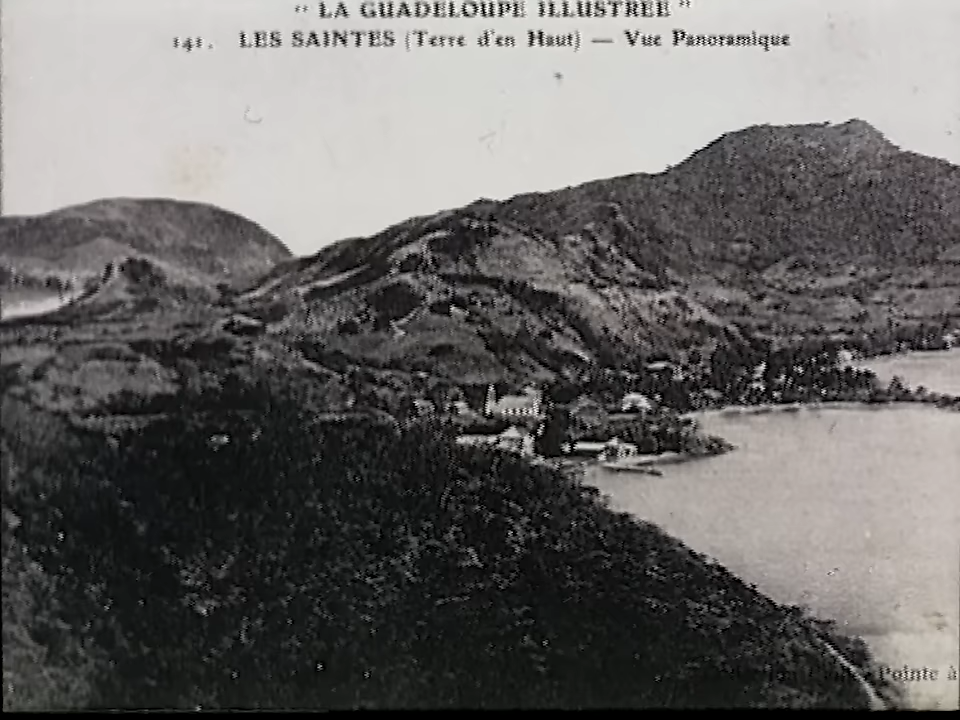 “ LA GUADELOUPE ILLUSTRÉE ”
141. LES SAINTES (Terre d'en Haut) — Vue Panoramique
Pointe à